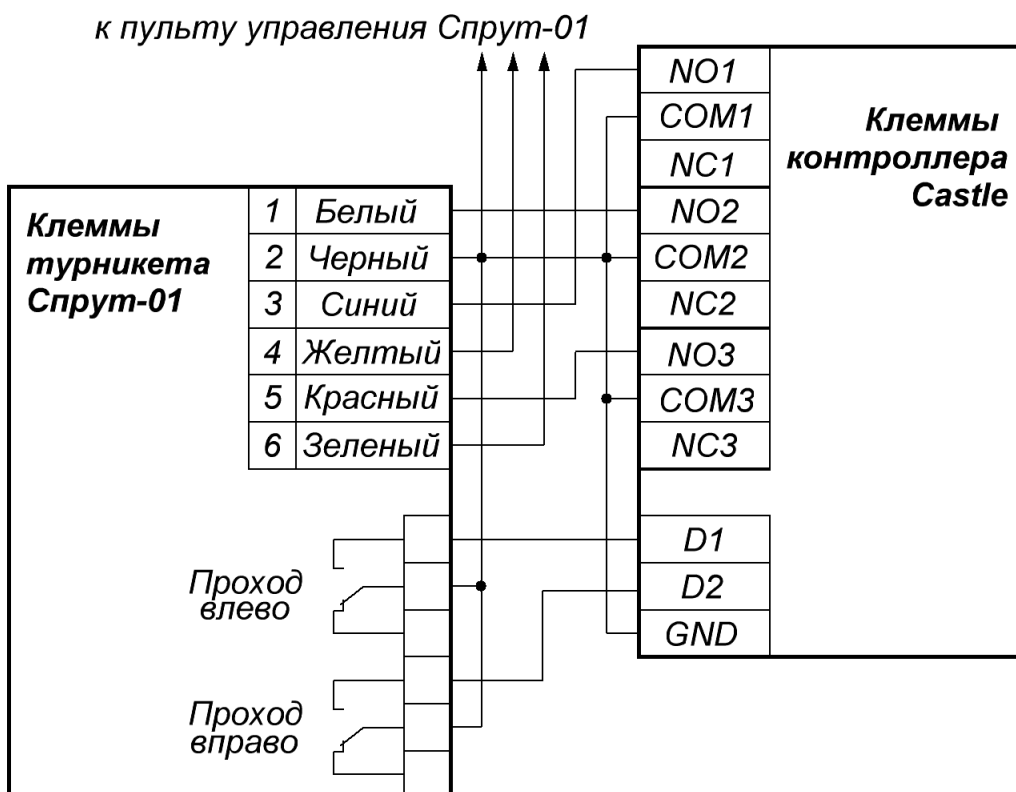 к пульту управления Спрут-01
Клеммы
турникета
Спрут-01
1 Белый
2 Черный
3 Синий
4 Желтый
5 Красный
6 Зеленый
Проход
влево
Проход
вправо
NO1
COM1
NC1
NO2
COM2
NC2
NO3
COM3
NC3
D1
D2
GND
Клеммы
контроллера
Castle